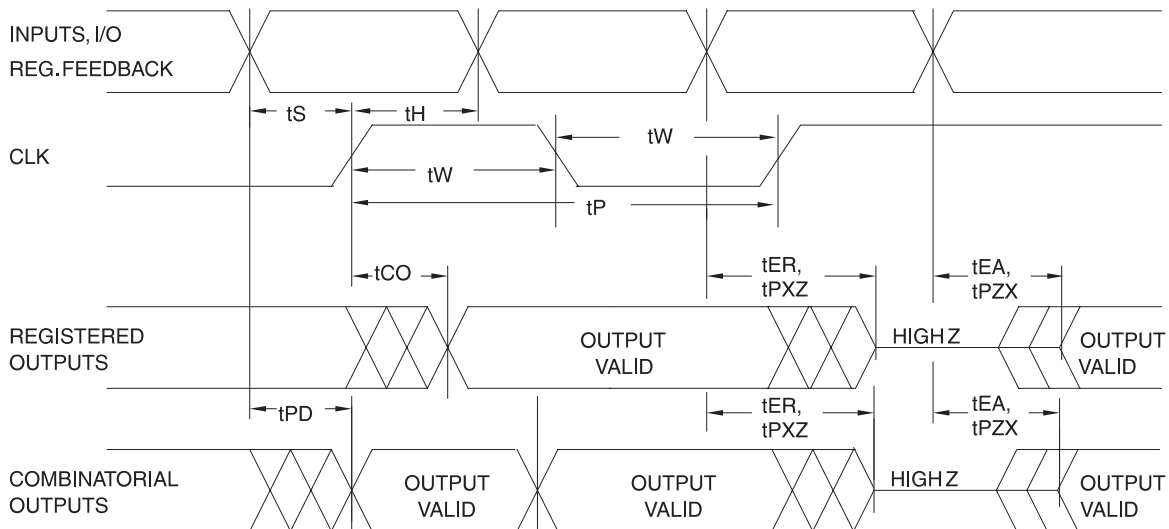 INPUTS, I/O
REG. FEEDBACK
tS
tH
CLK
tW
tW
tP
tCO
tER,
tPXZ
tEA,
tPZX
REGISTERED
OUTPUTS
OUTPUT
VALID
HIGH Z
OUTPUT
VALID
tPD
tER,
tPXZ
tEA,
tPZX
COMBINATORIAL
OUTPUTS
OUTPUT
VALID
OUTPUT
VALID
HIGH Z
OUTPUT
VALID